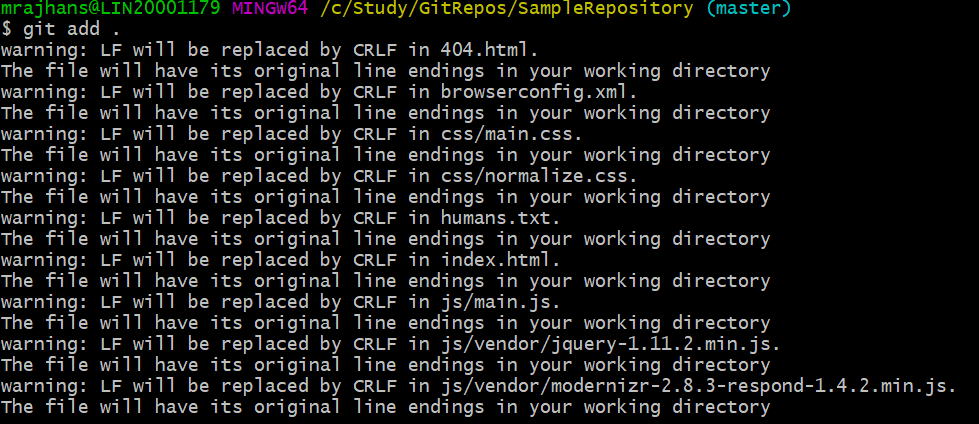 mrajhans@LIN20001179 MINGW64 /c/Study/GitRepos/SampleRepository (master)
$ git add .
warning: LF will be replaced by CRLF in 404.html.
The file will have its original line endings in your working directory
warning: LF will be replaced by CRLF in browserconfig.xml.
The file will have its original line endings in your working directory
warning: LF will be replaced by CRLF in css/main.css.
The file will have its original line endings in your working directory
warning: LF will be replaced by CRLF in css/normalize.css.
The file will have its original line endings in your working directory
warning: LF will be replaced by CRLF in humans.txt.
The file will have its original line endings in your working directory
warning: LF will be replaced by CRLF in index.html.
The file will have its original line endings in your working directory
warning: LF will be replaced by CRLF in js/main.js.
The file will have its original line endings in your working directory
warning: LF will be replaced by CRLF in js/vendor/jquery-1.11.2.min.js.
The file will have its original line endings in your working directory
warning: LF will be replaced by CRLF in js/vendor/modernizr-2.8.3-respond-1.4.2.min.js.
The file will have its original line endings in your working directory